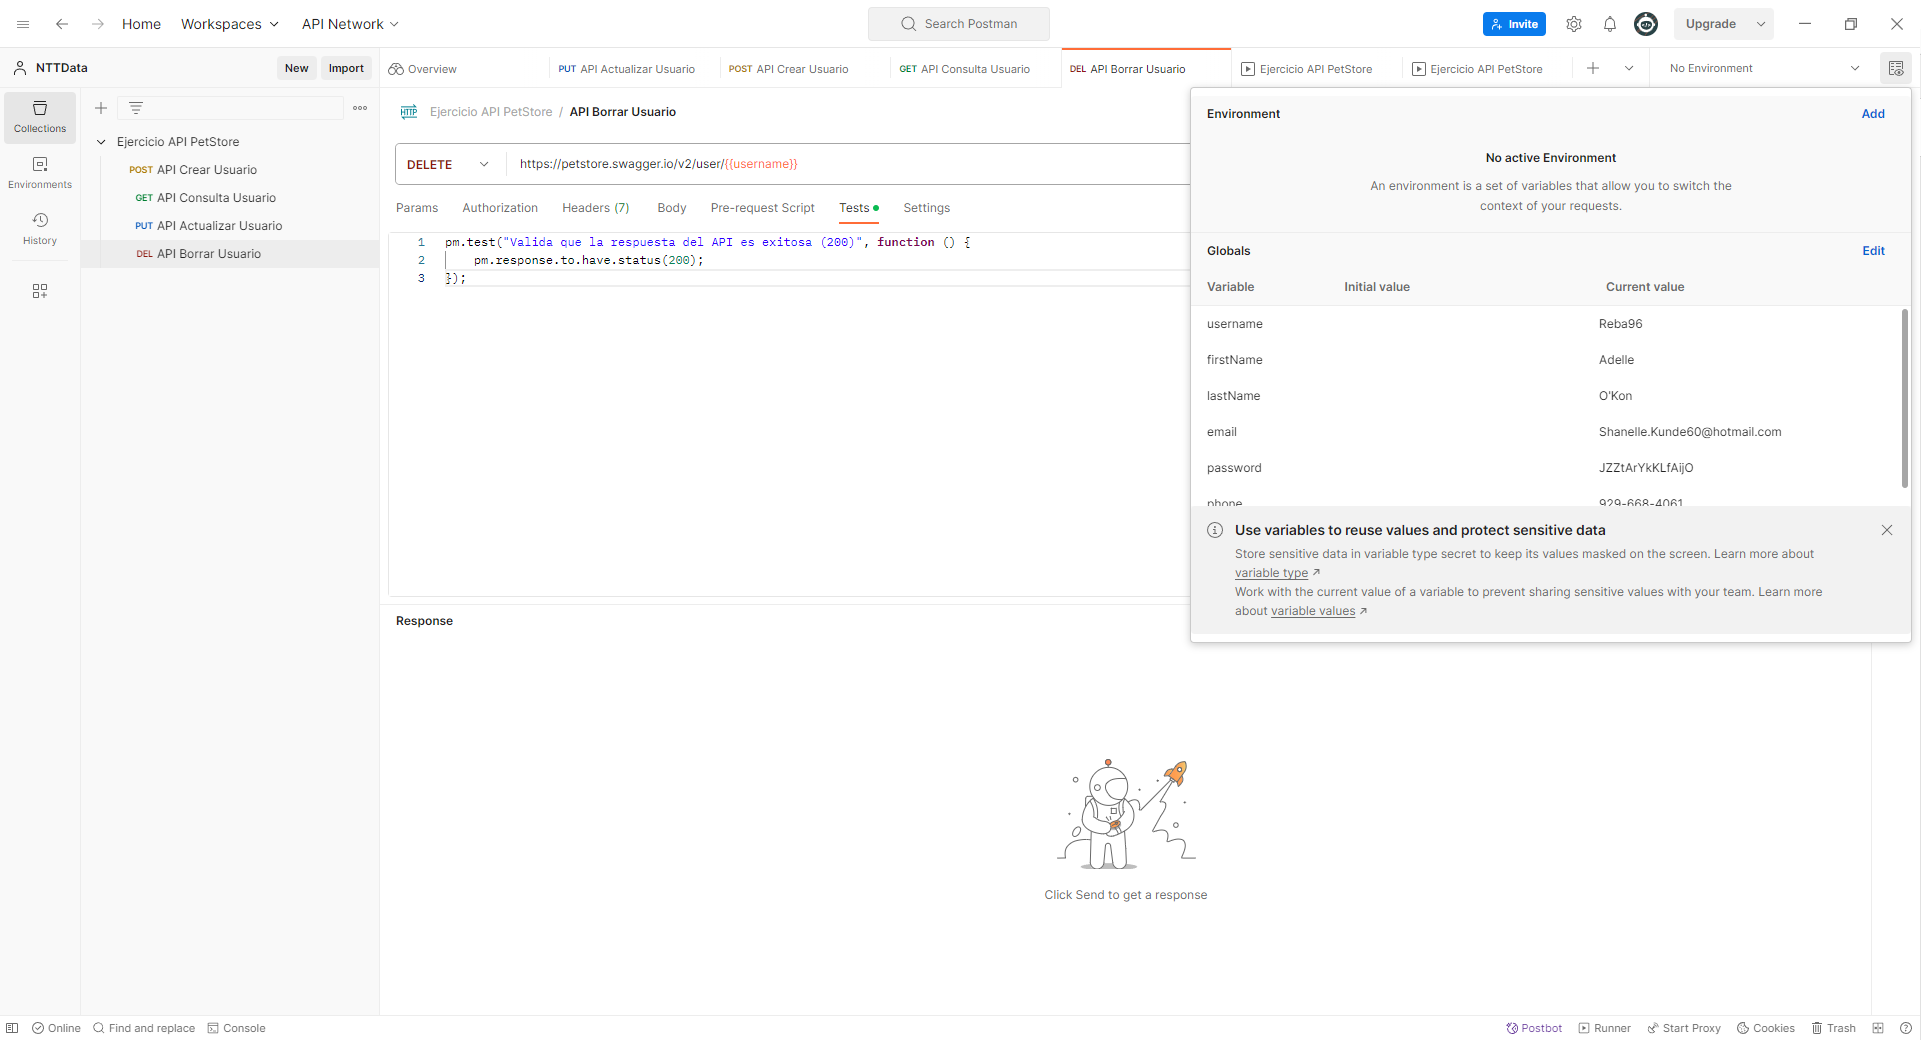 Home Workspaces API Network Search Postman Invite Upgrade
NTTData New Import
Overview PUT API Actualizar Usuario POST API Crear Usuario GET API Consulta Usuario DEL API Borrar Usuario Ejercicio API PetStore Ejercicio API PetStore No Environment
Collections
Environments
History
Ejercicio API PetStore
POST API Crear Usuario
GET API Consulta Usuario
PUT API Actualizar Usuario
DEL API Borrar Usuario
HTTP Ejercicio API PetStore / API Borrar Usuario
DELETE https://petstore.swagger.io/v2/user/{{username}}
Params Authorization Headers (7) Body Pre-request Script Tests Settings
1 pm.test("Valida que la respuesta del API es exitosa (200)", function () {
2 pm.response.to.have.status(200);
3 });
Environment Add
No active Environment
An environment is a set of variables that allow you to switch the
context of your requests.
Globals Edit
Variable Initial value Current value
username Reba96
firstName Adelle
lastName O'Kon
email Shanelle.Kunde60@hotmail.com
password JZZtArYkKLfAijO
phone 929-668-4061
Use variables to reuse values and protect sensitive data
Store sensitive data in variable type secret to keep its values masked on the screen. Learn more about
variable type
Work with the current value of a variable to prevent sharing sensitive values with your team. Learn more
about variable values
Response
Click Send to get a response
Online Find and replace Console Postbot Runner Start Proxy Cookies Trash